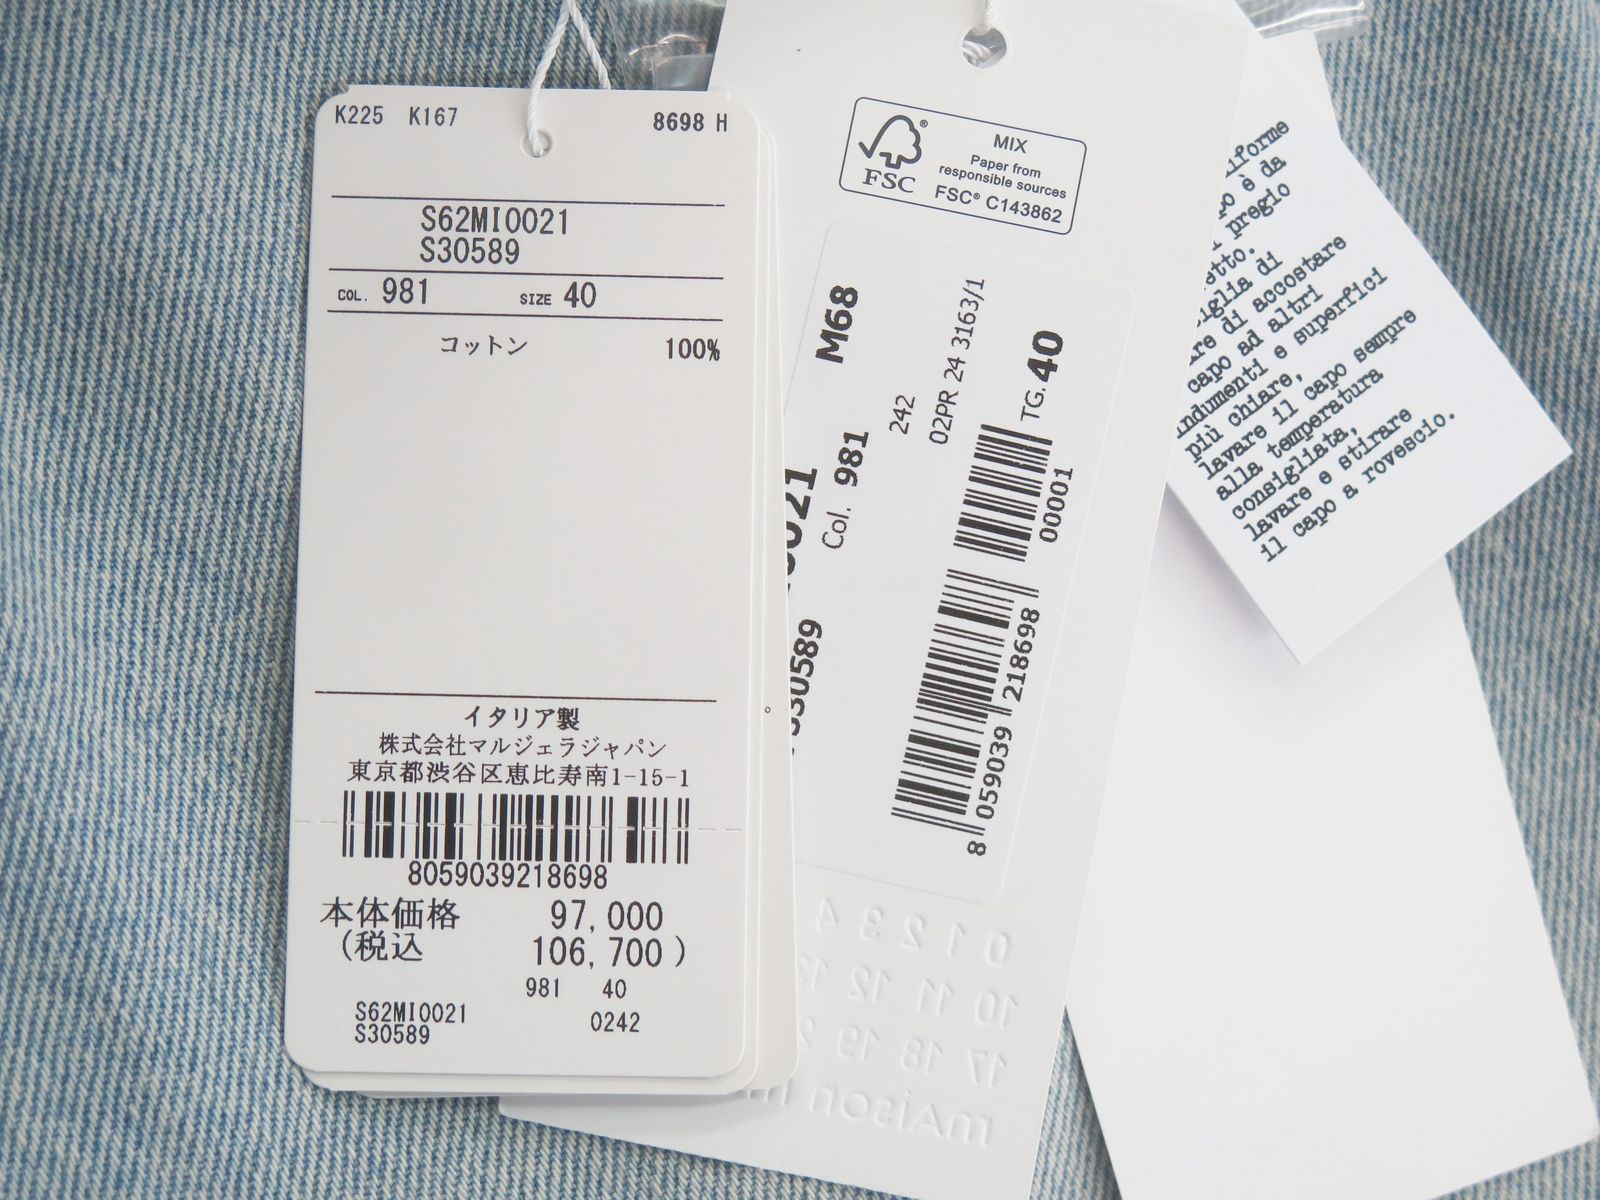 K225 K167 8698 H
S62MI0021
S30589
COL. 981 SIZE 40
コットン 100%
イタリア製
株式会社マルジェラジャパン
東京都渋谷区恵比寿南1-15-1
8059039218698
本体価格 97,000
(税込 106,700)
981 40
S62MI0021
S30589 0242
FSC®
MIX
Paper from
responsible sources
FSC® C143862
M68
Col. 981
242
02PR 24 3163/1
TG. 40
00001
8 059039 218698
S30589
0 1 2 3 4
10 11 12
17 18 19
mAison
pregio
di
di accostare
capo ad altri
indumenti e superfici
più chiare,
lavare il capo sempre
alla temperatura
consigliata,
lavare e stirare
il capo a rovescio.